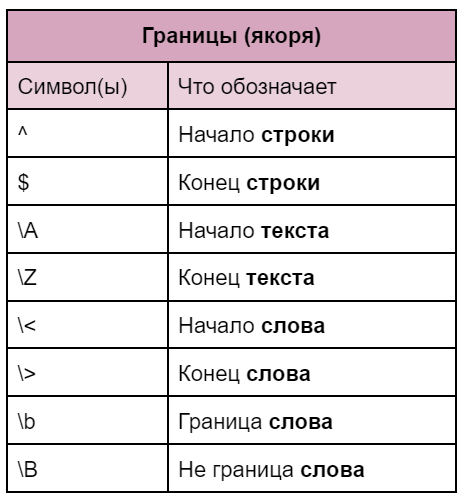 Границы (якоря)
Символ(ы) Что обозначает
^ Начало строки
$ Конец строки
\A Начало текста
\Z Конец текста
\< Начало слова
\> Конец слова
\b Граница слова
\B Не граница слова